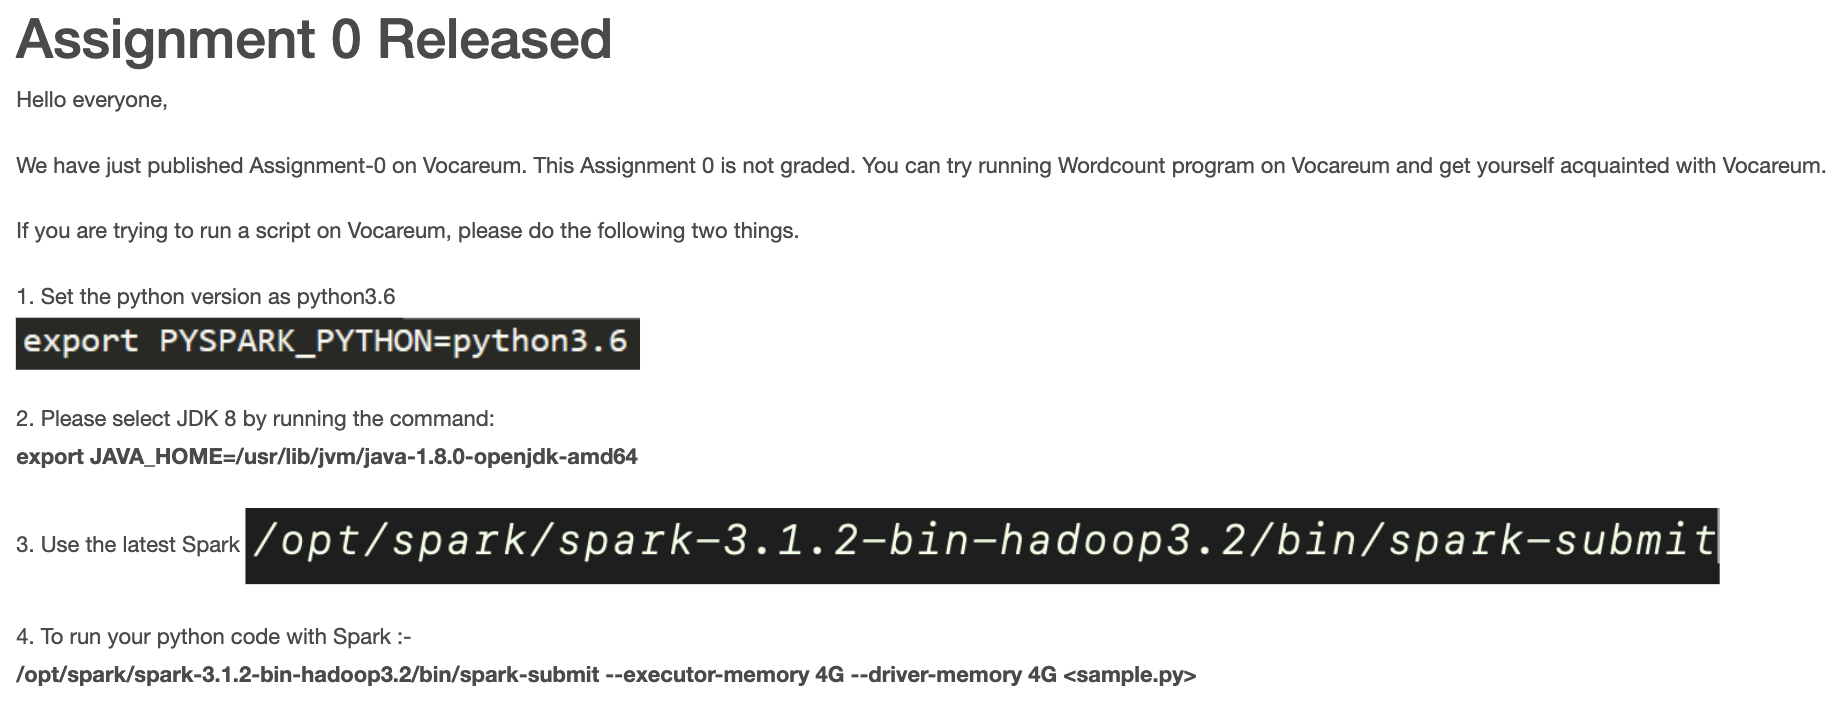 Assignment 0 Released
Hello everyone,
We have just published Assignment-0 on Vocareum. This Assignment 0 is not graded. You can try running Wordcount program on Vocareum and get yourself acquainted with Vocareum.
If you are trying to run a script on Vocareum, please do the following two things.
1. Set the python version as python3.6
export PYSPARK_PYTHON=python3.6
2. Please select JDK 8 by running the command:
export JAVA_HOME=/usr/lib/jvm/java-1.8.0-openjdk-amd64
3. Use the latest Spark /opt/spark/spark-3.1.2-bin-hadoop3.2/bin/spark-submit
4. To run your python code with Spark :-
/opt/spark/spark-3.1.2-bin-hadoop3.2/bin/spark-submit --executor-memory 4G --driver-memory 4G <sample.py>